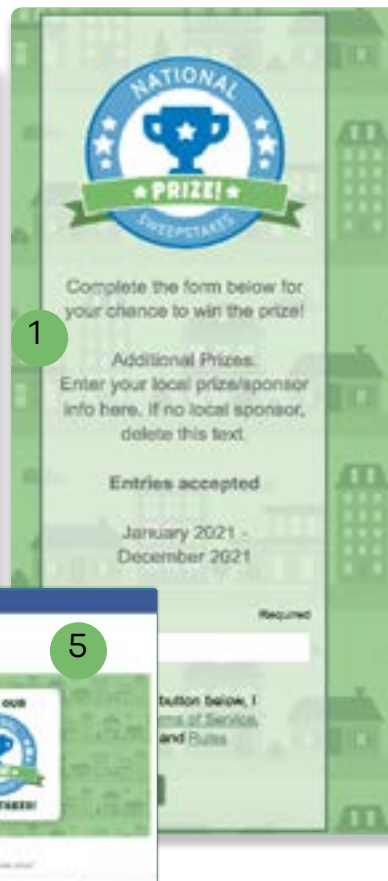 NATIONAL
PRIZE!
SWEEPSTAKES
Complete the form below for
your chance to win the prize!
1
Additional Prizes:
Enter your local prize/sponsor
info here. If no local sponsor,
delete this text
Entries accepted
January 2021 -
December 2021
Required
5
OUR
button below, I
of Service,
and Rules